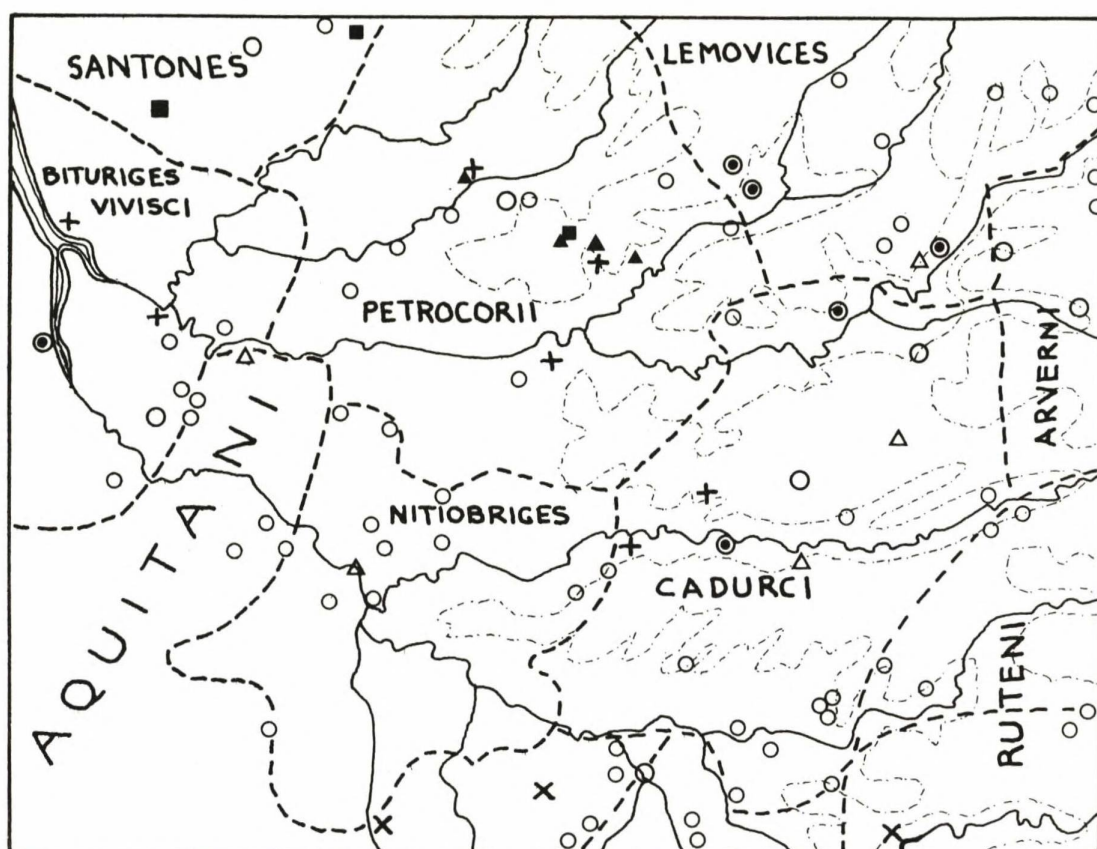 SANTONES
LEMOVICES
BITURIGES
VIVISCI
PETROCORII
ARVERNI
AQUITANI
NITIOBRIGES
CADURCI
RUTENI